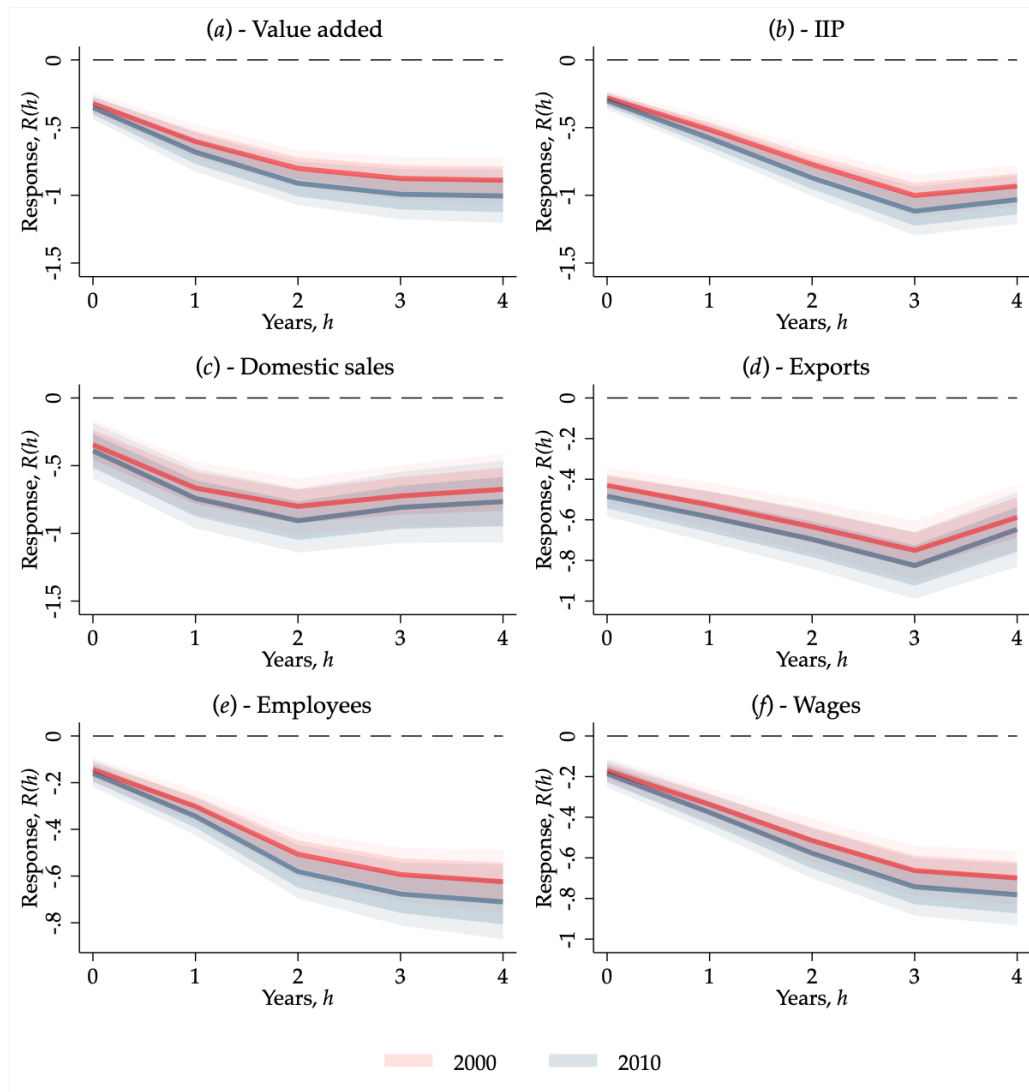 (a) - Value added
Response, R(h)
0
-.5
-1
-1.5
0 1 2 3 4
Years, h
(b) - IIP
Response, R(h)
0
-.5
-1
-1.5
0 1 2 3 4
Years, h
(c) - Domestic sales
Response, R(h)
0
-.5
-1
-1.5
0 1 2 3 4
Years, h
(d) - Exports
Response, R(h)
0
-.2
-.4
-.6
-.8
-1
0 1 2 3 4
Years, h
(e) - Employees
Response, R(h)
0
-.2
-.4
-.6
-.8
0 1 2 3 4
Years, h
(f) - Wages
Response, R(h)
0
-.2
-.4
-.6
-.8
-1
0 1 2 3 4
Years, h
2000 2010